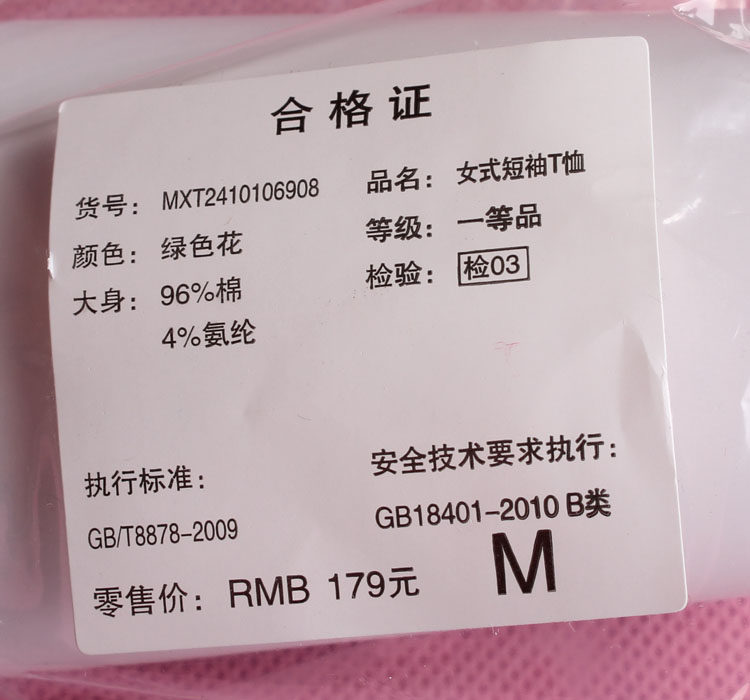 合格证
货号：MXT2410106908
品名：女式短袖T恤
颜色：绿色花
等级：一等品
大身：96%棉
检验：检03
4%氨纶
执行标准：
安全技术要求执行：
GB/T8878-2009
GB18401-2010 B类
零售价：RMB 179元
M